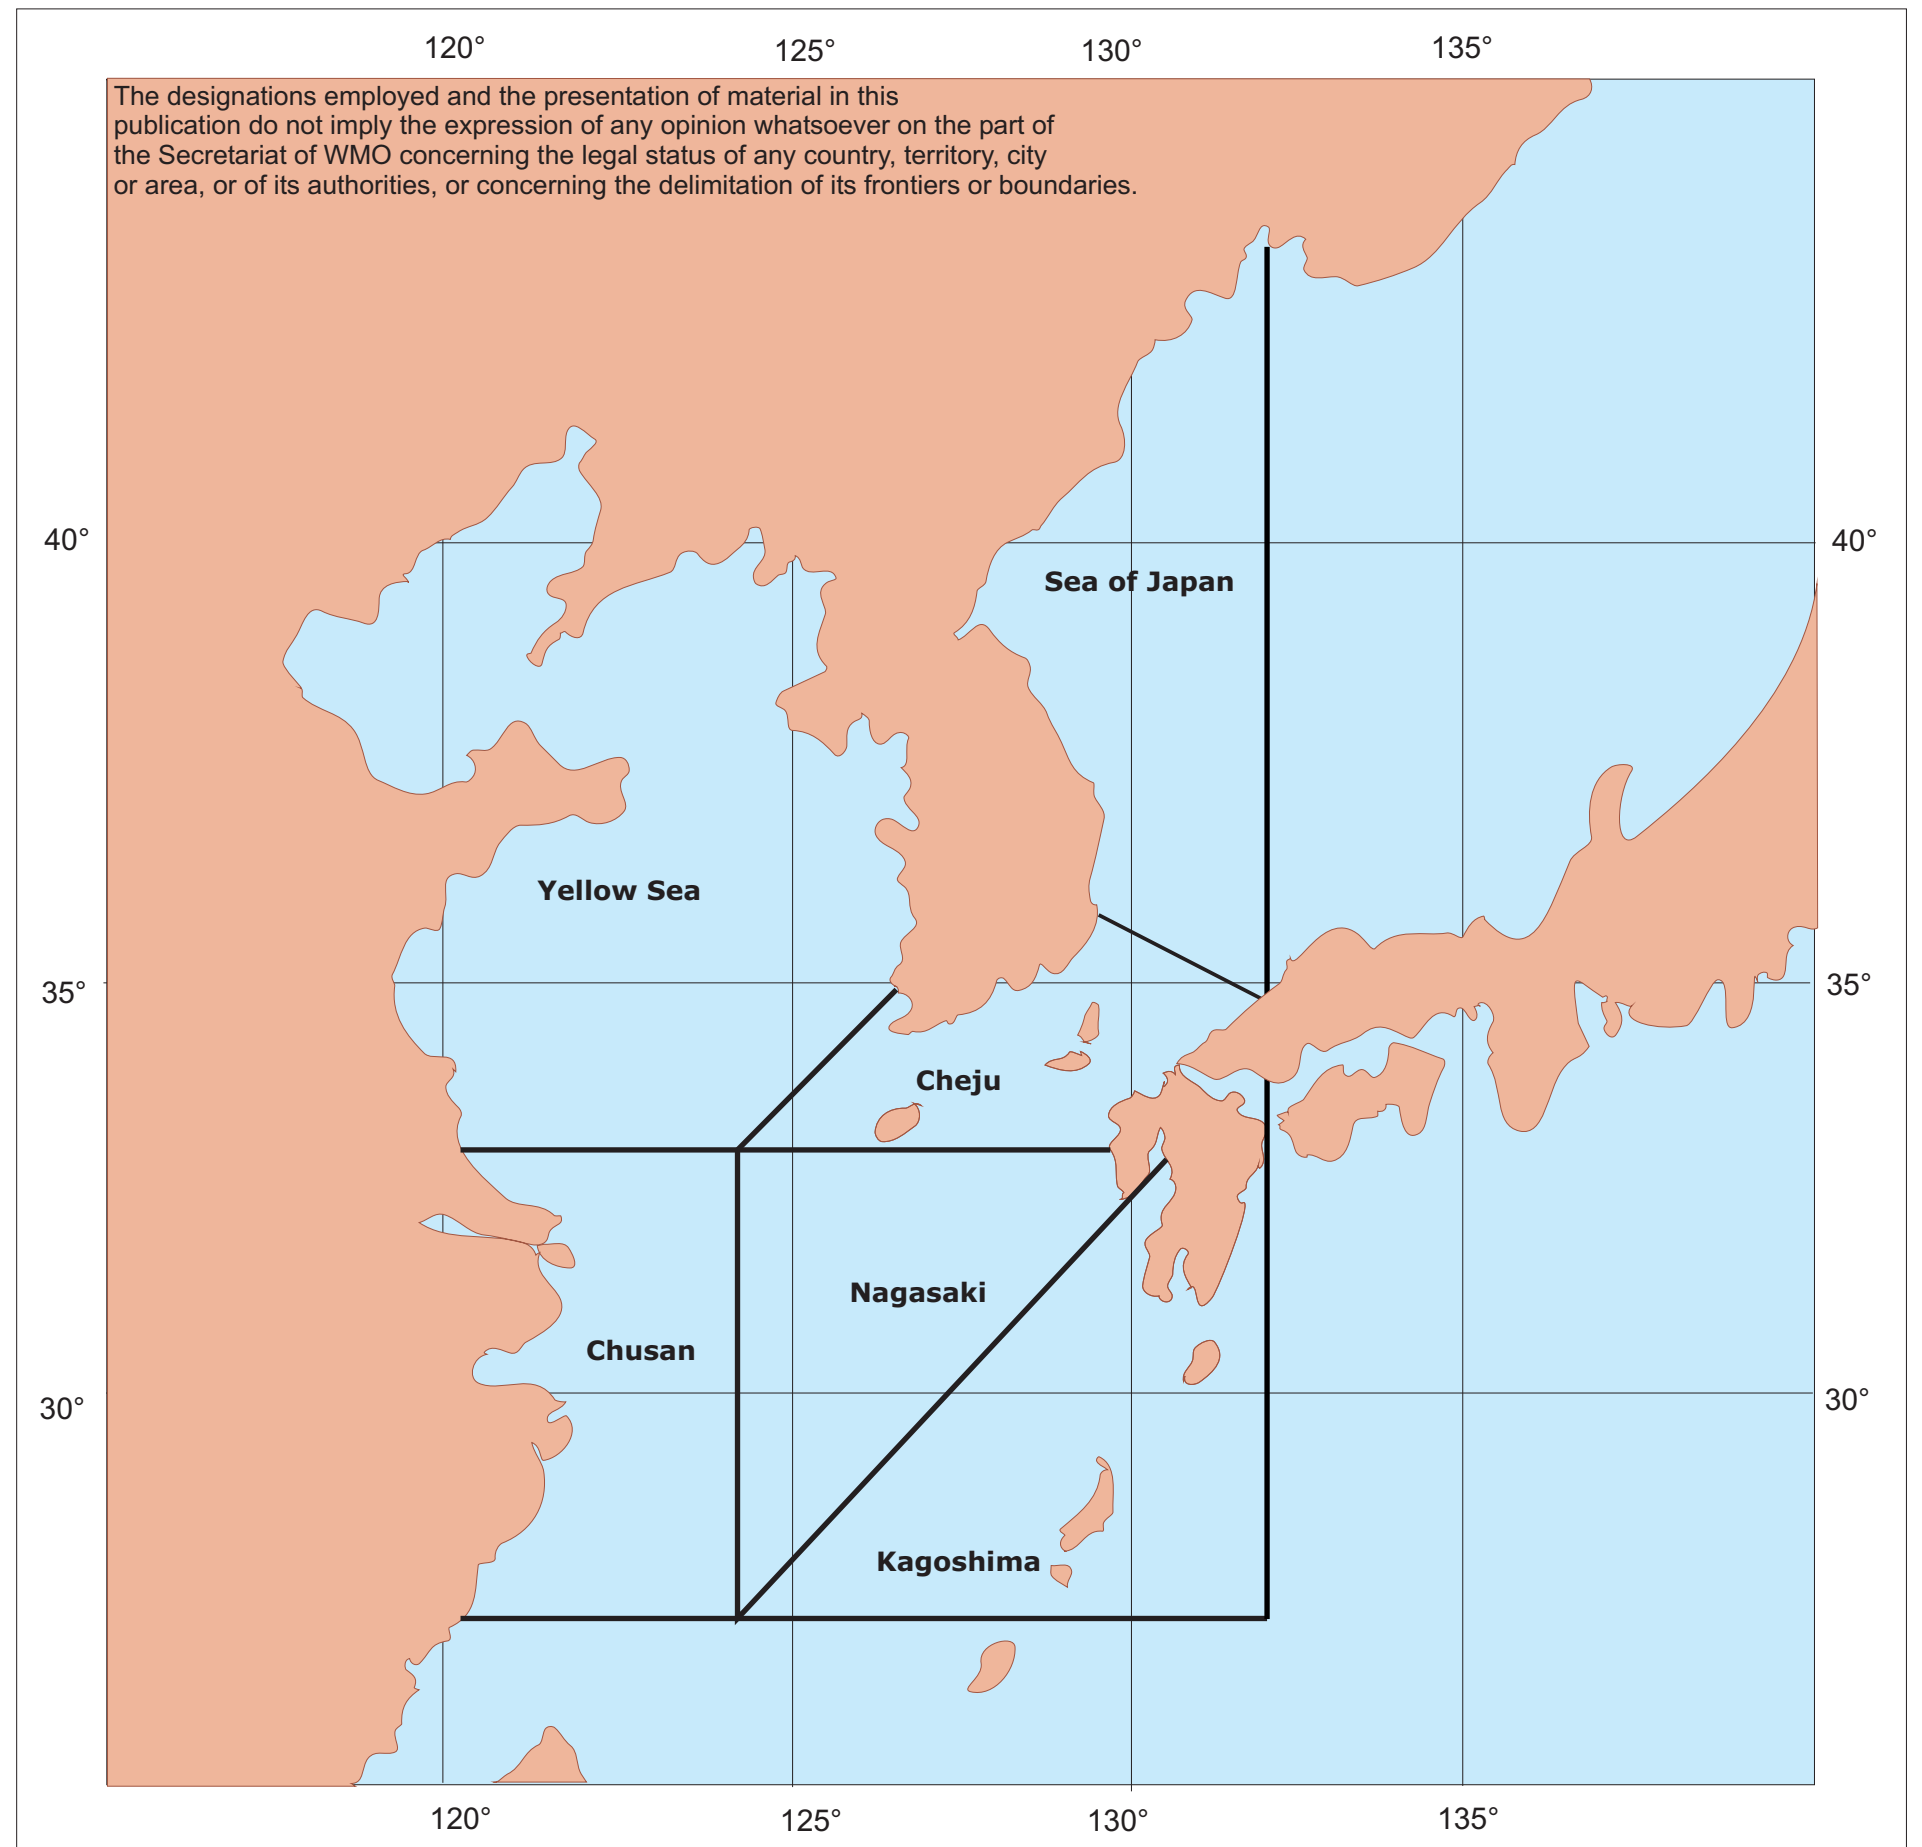 120° 125° 130° 135°
The designations employed and the presentation of material in this
publication do not imply the expression of any opinion whatsoever on the part of
the Secretariat of WMO concerning the legal status of any country, territory, city
or area, or of its authorities, or concerning the delimitation of its frontiers or boundaries.
40° 40°
Sea of Japan
Yellow Sea
35° 35°
Cheju
Nagasaki
Chusan
30° 30°
Kagoshima
120° 125° 130° 135°